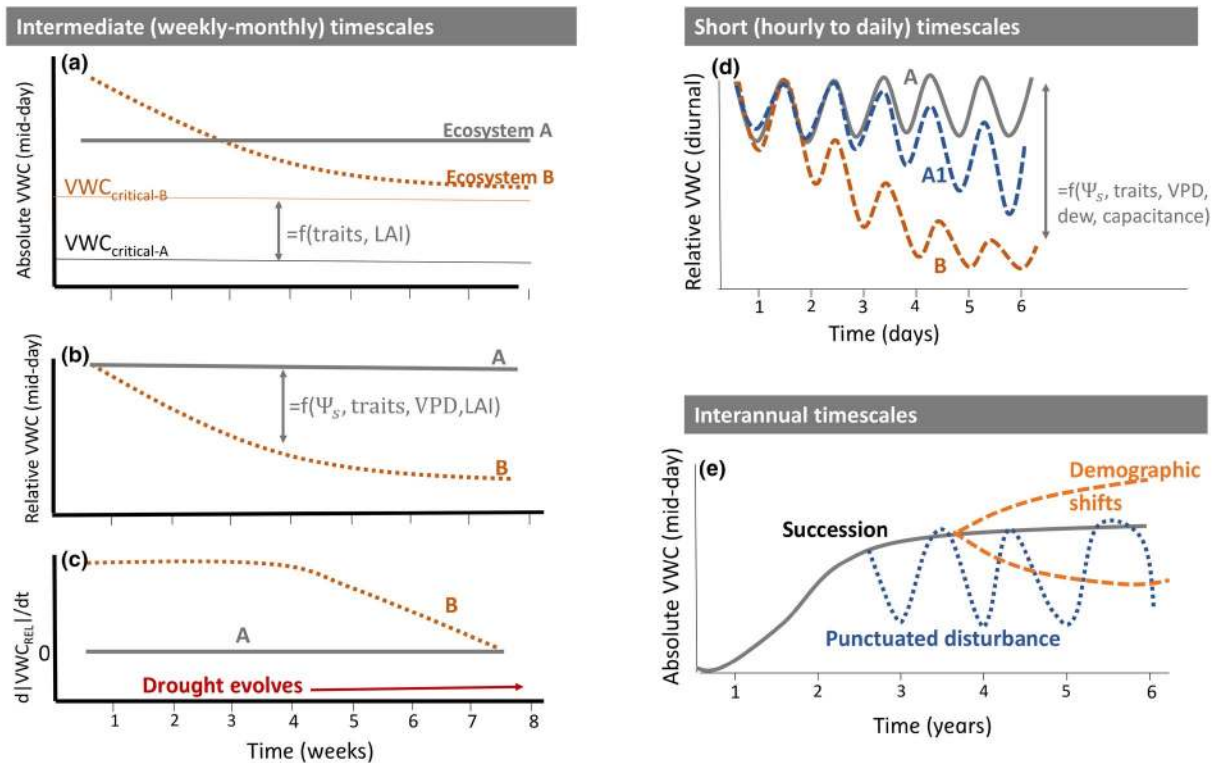 Intermediate (weekly-monthly) timescales
(a)
Absolute VWC (mid-day)
Ecosystem A
Ecosystem B
VWCcritical-B
=f(traits, LAI)
VWCcritical-A
(b)
Relative VWC (mid-day)
A
=f(Ψs, traits, VPD,LAI)
B
(c)
d|VWCREL|/dt
B
A
0
Drought evolves
1 2 3 4 5 6 7 8
Time (weeks)
Short (hourly to daily) timescales
(d)
Relative VWC (diurnal)
A
A1
=f(Ψs, traits, VPD,
dew, capacitance)
B
1 2 3 4 5 6
Time (days)
Interannual timescales
(e)
Absolute VWC (mid-day)
Demographic
shifts
Succession
Punctuated disturbance
1 2 3 4 5 6
Time (years)